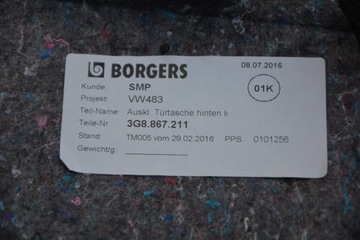 BORGERS
08.07.2016
Kunde: SMP
01K
Projekt: VW483
Teil-Name: Auskl. Türtasche hinten li
Teile-Nr. 3G8.867.211
Stand: TM005 vom 29.02.2016 PPS: 0101256
Gewicht/g: